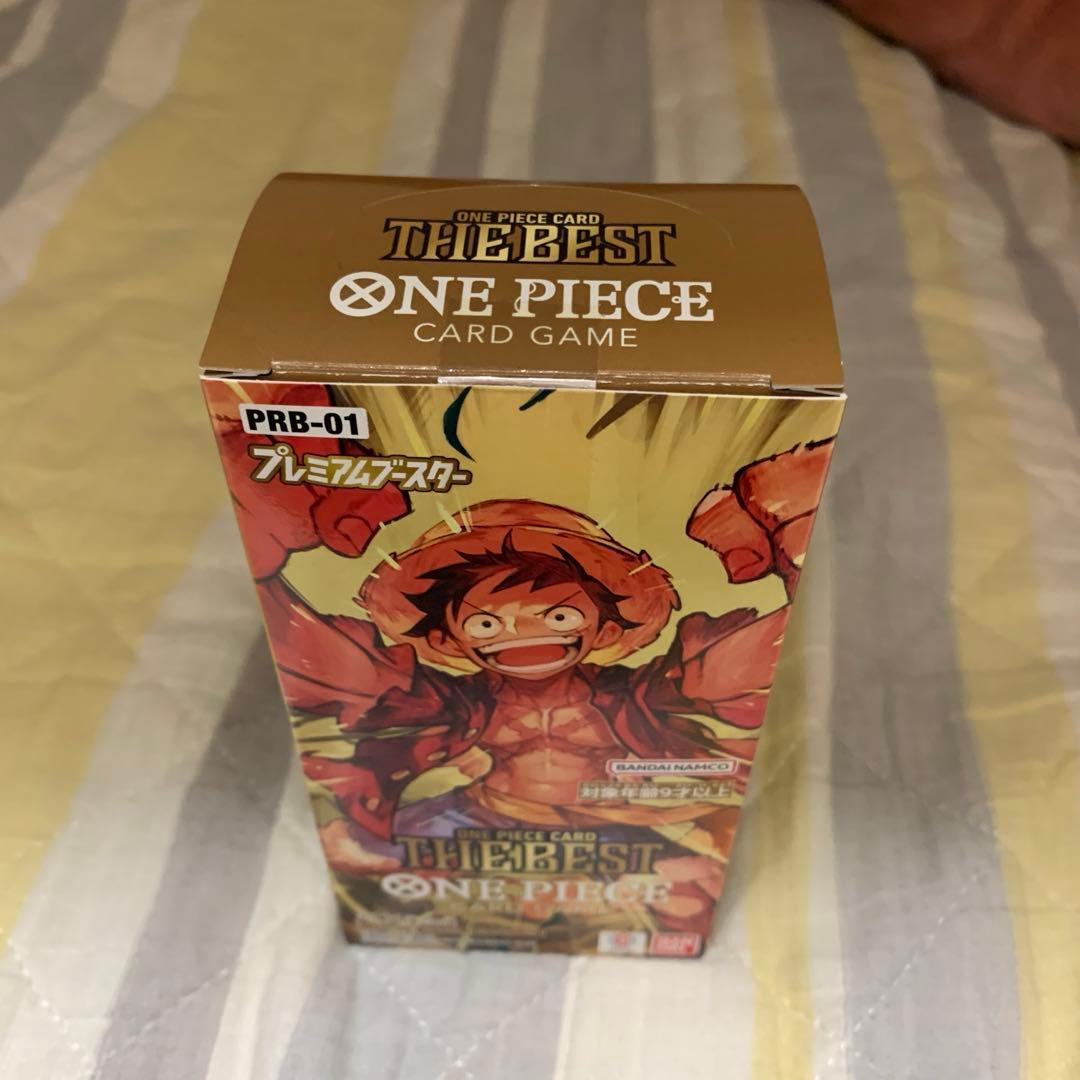 ONE PIECE CARD
THE BEST
ONE PIECE
CARD GAME
PRB-01
プレミアムブースター
BANDAI NAMCO
対象年齢9才以上
ONE PIECE CARD
THE BEST
ONE PIECE